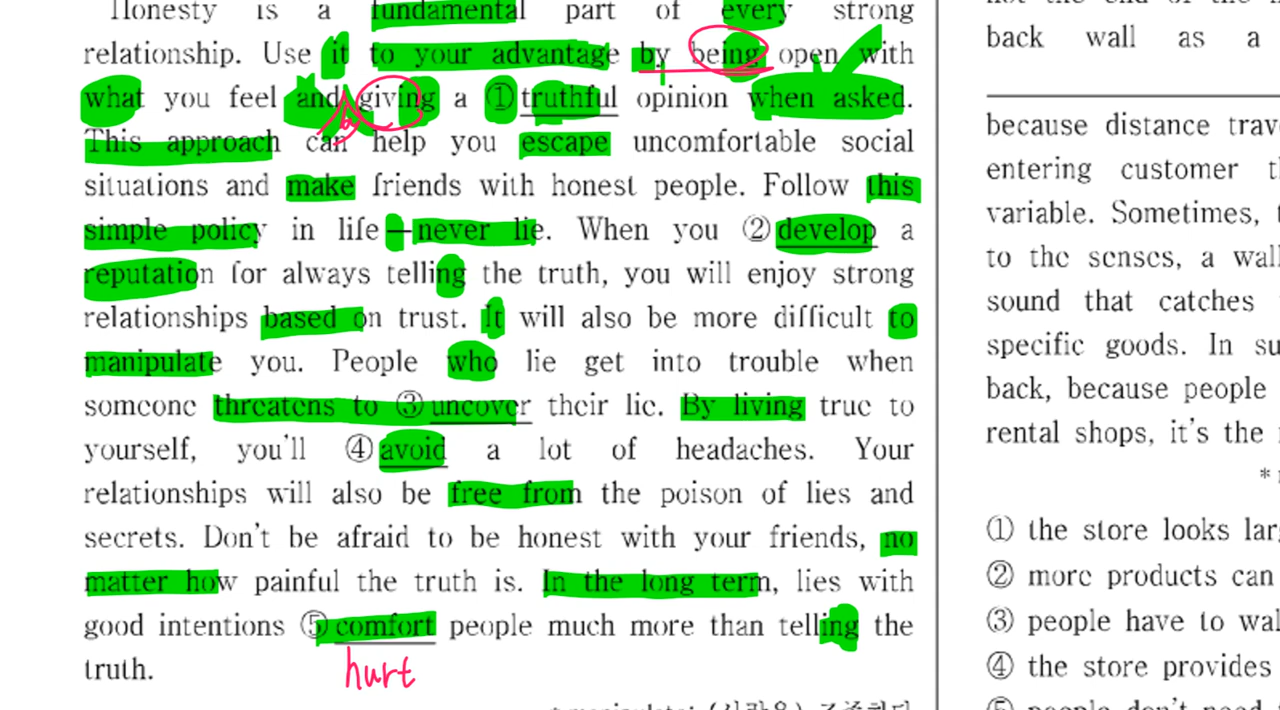 Honesty is a fundamental part of every strong
relationship. Use it to your advantage by being open with
what you feel and giving a ① truthful opinion when asked.
This approach can help you escape uncomfortable social
situations and make friends with honest people. Follow this
simple policy in life — never lie. When you ② develop a
reputation for always telling the truth, you will enjoy strong
relationships based on trust. It will also be more difficult to
manipulate you. People who lie get into trouble when
someone threatens to ③ uncover their lie. By living true to
yourself, you'll ④ avoid a lot of headaches. Your
relationships will also be free from the poison of lies and
secrets. Don't be afraid to be honest with your friends, no
matter how painful the truth is. In the long term, lies with
good intentions ⑤ comfort people much more than telling the
truth.
hurt
back wall as a
because distance
entering customer
variable. Sometimes,
to the senses, a
sound that catches
specific goods. In
back, because people
rental shops, it's the
*
① the store looks
② more products can
③ people have to
④ the store provides
⑤ people don't need